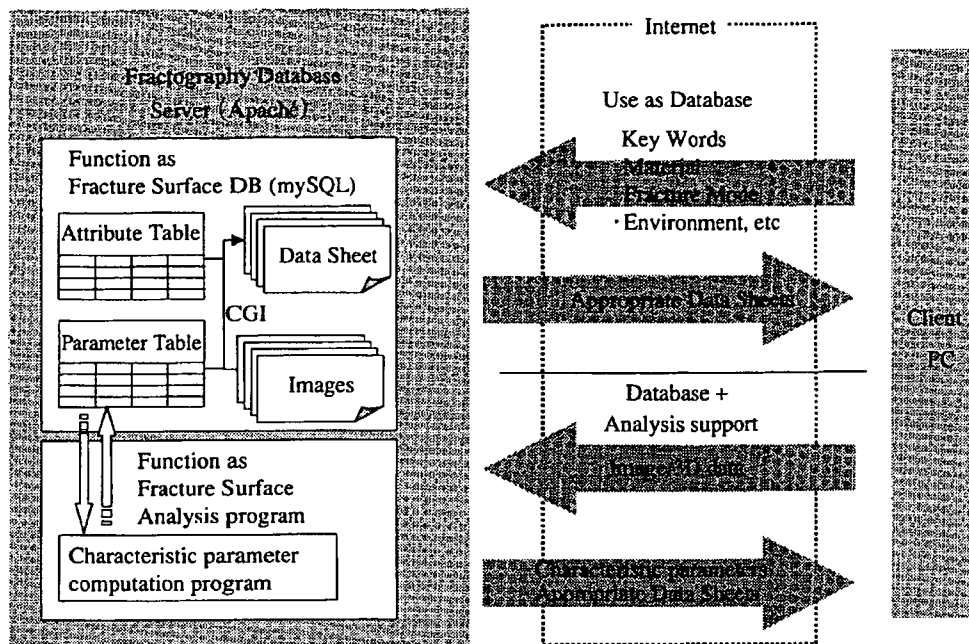 Fractography Database
Server (Apache)
Function as
Fracture Surface DB (mySQL)
Attribute Table
Data Sheet
CGI
Parameter Table
Images
Function as
Fracture Surface
Analysis program
Characteristic parameter
computation program
Internet
Use as Database
Key Words
· Material
· Fracture Mode
· Environment, etc
Appropriate Data Sheets
Database +
Analysis support
data
Characteristic parameters
Appropriate Data Sheets
Client
PC